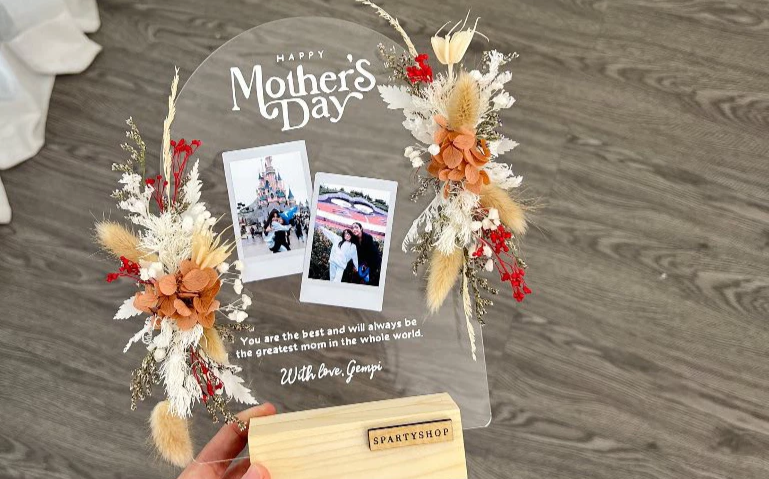 HAPPY
Mother's
Day
You are the best and will always be
the greatest mom in the whole world.
With love, Gempi
SPARTYSHOP